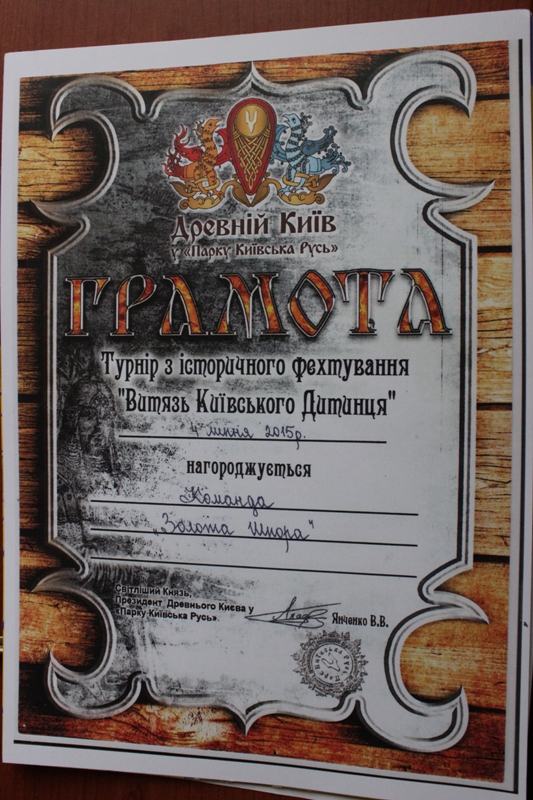 Древній Київ
у «Парку Київська Русь»
ГРАМОТА
Турнір з історичного фехтування
"Витязь Київського Дитинця"
4 липня 2015р.
нагороджується
Команда
„Золота шпора"
Світліший Князь,
Президент Древнього Києва у
«Парку Київська Русь».
Янченко В.В.